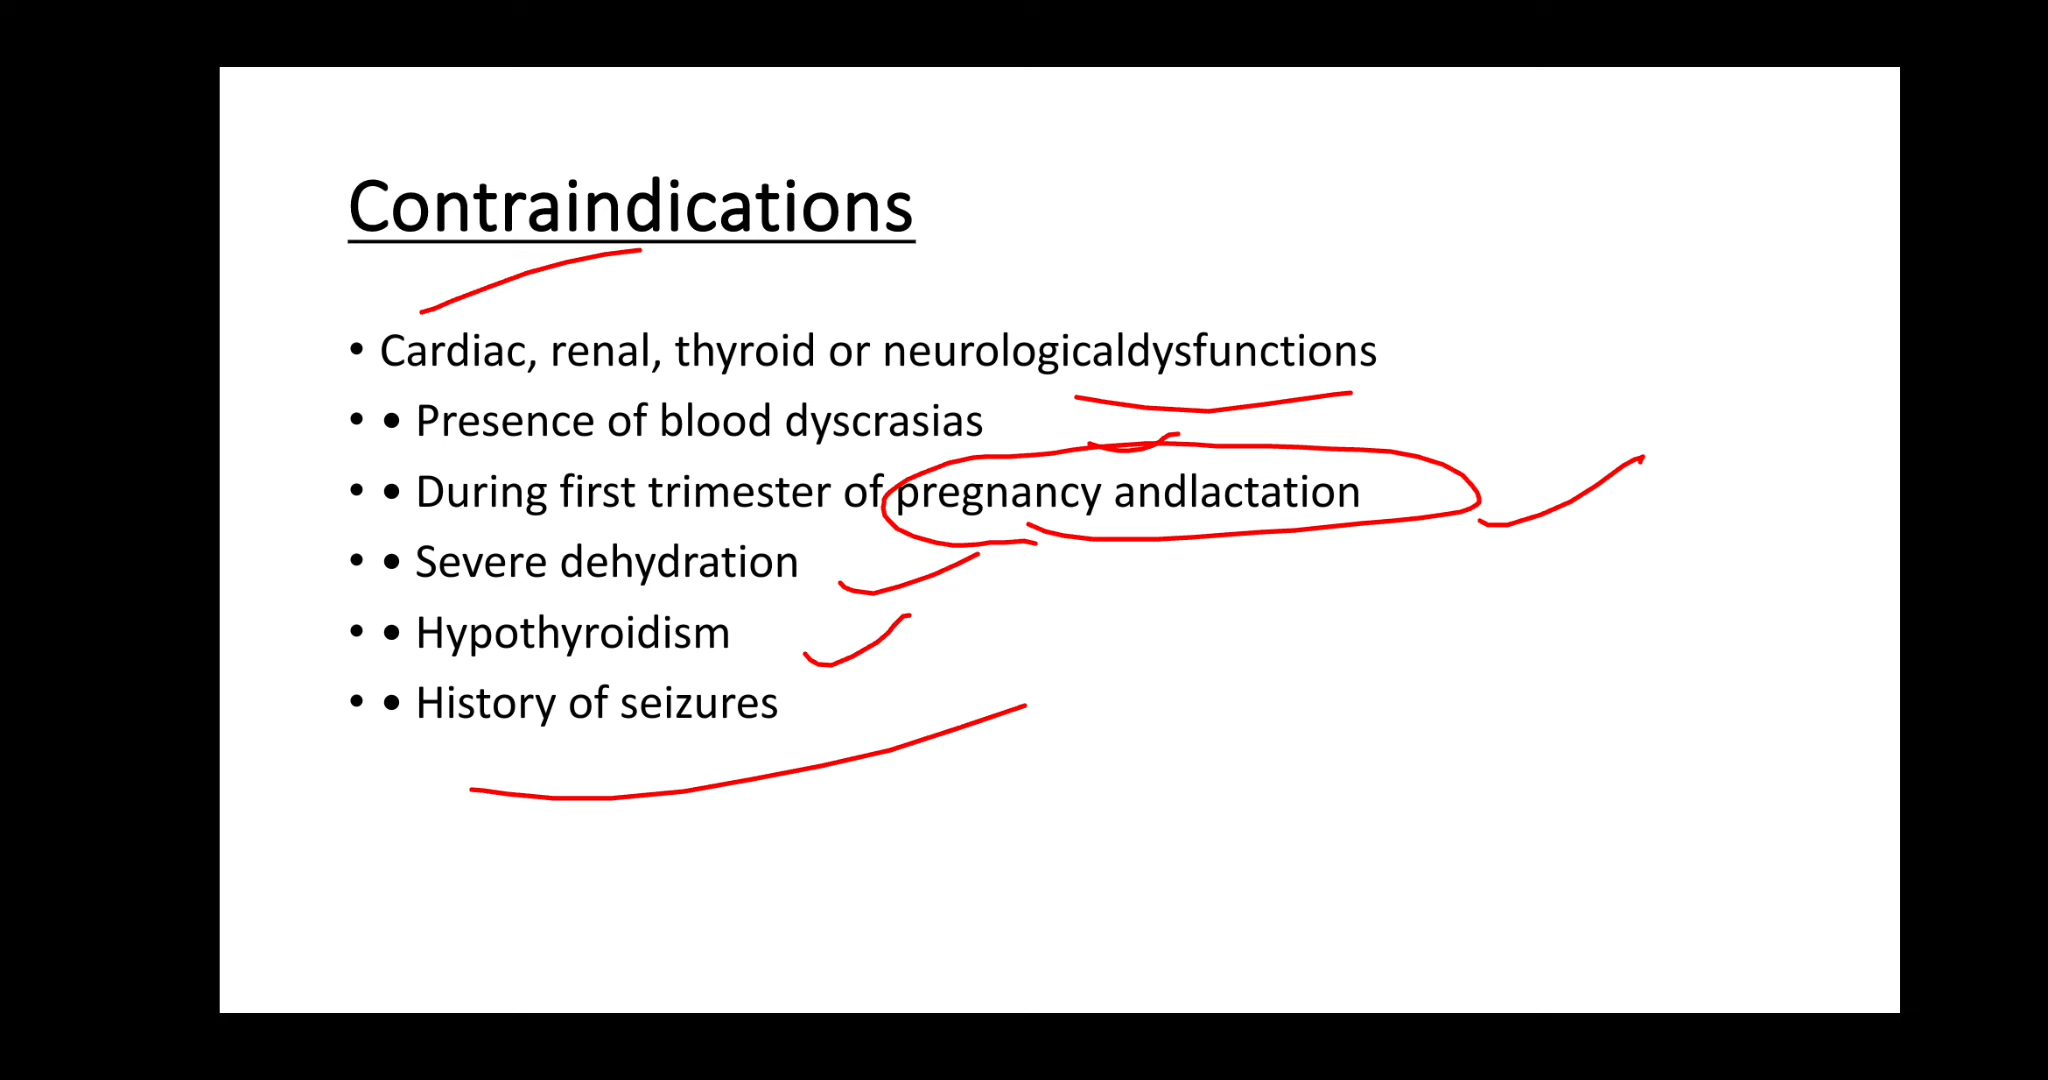 Contraindications
• Cardiac, renal, thyroid or neurologicaldysfunctions
• • Presence of blood dyscrasias
• • During first trimester of pregnancy andlactation
• • Severe dehydration
• • Hypothyroidism
• • History of seizures